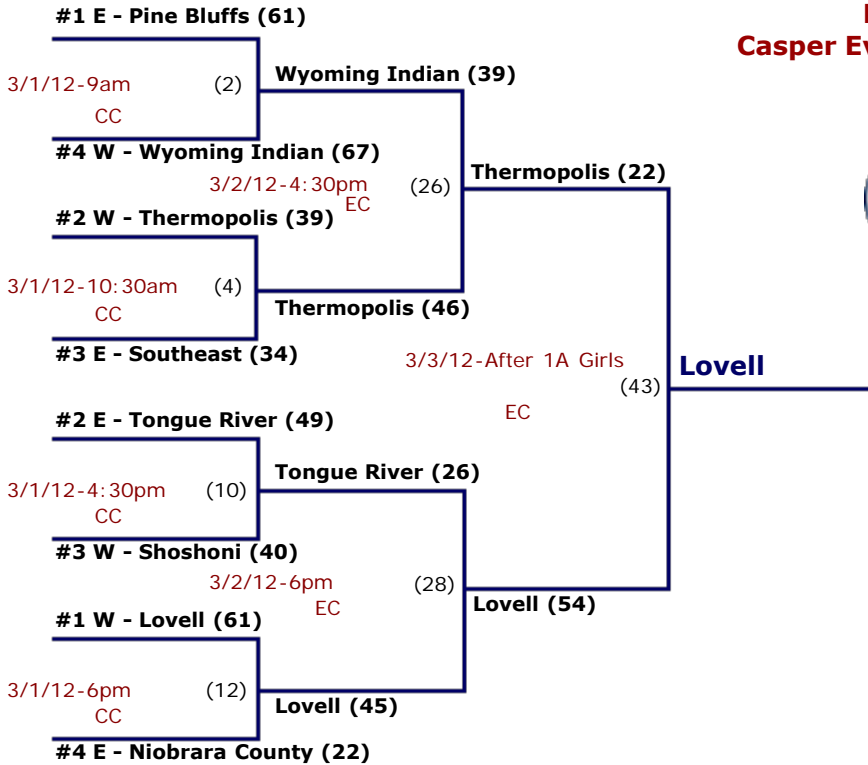 #1 E - Pine Bluffs (61)
Casper
3/1/12-9am
(2)
Wyoming Indian (39)
CC
#4 W - Wyoming Indian (67)
3/2/12-4:30pm
(26)
Thermopolis (22)
EC
#2 W - Thermopolis (39)
3/1/12-10:30am
(4)
CC
Thermopolis (46)
#3 E - Southeast (34)
3/3/12-After 1A Girls
(43)
Lovell
EC
#2 E - Tongue River (49)
Tongue River (26)
3/1/12-4:30pm
(10)
CC
#3 W - Shoshoni (40)
3/2/12-6pm
(28)
EC
Lovell (54)
#1 W - Lovell (61)
3/1/12-6pm
(12)
CC
Lovell (45)
#4 E - Niobrara County (22)